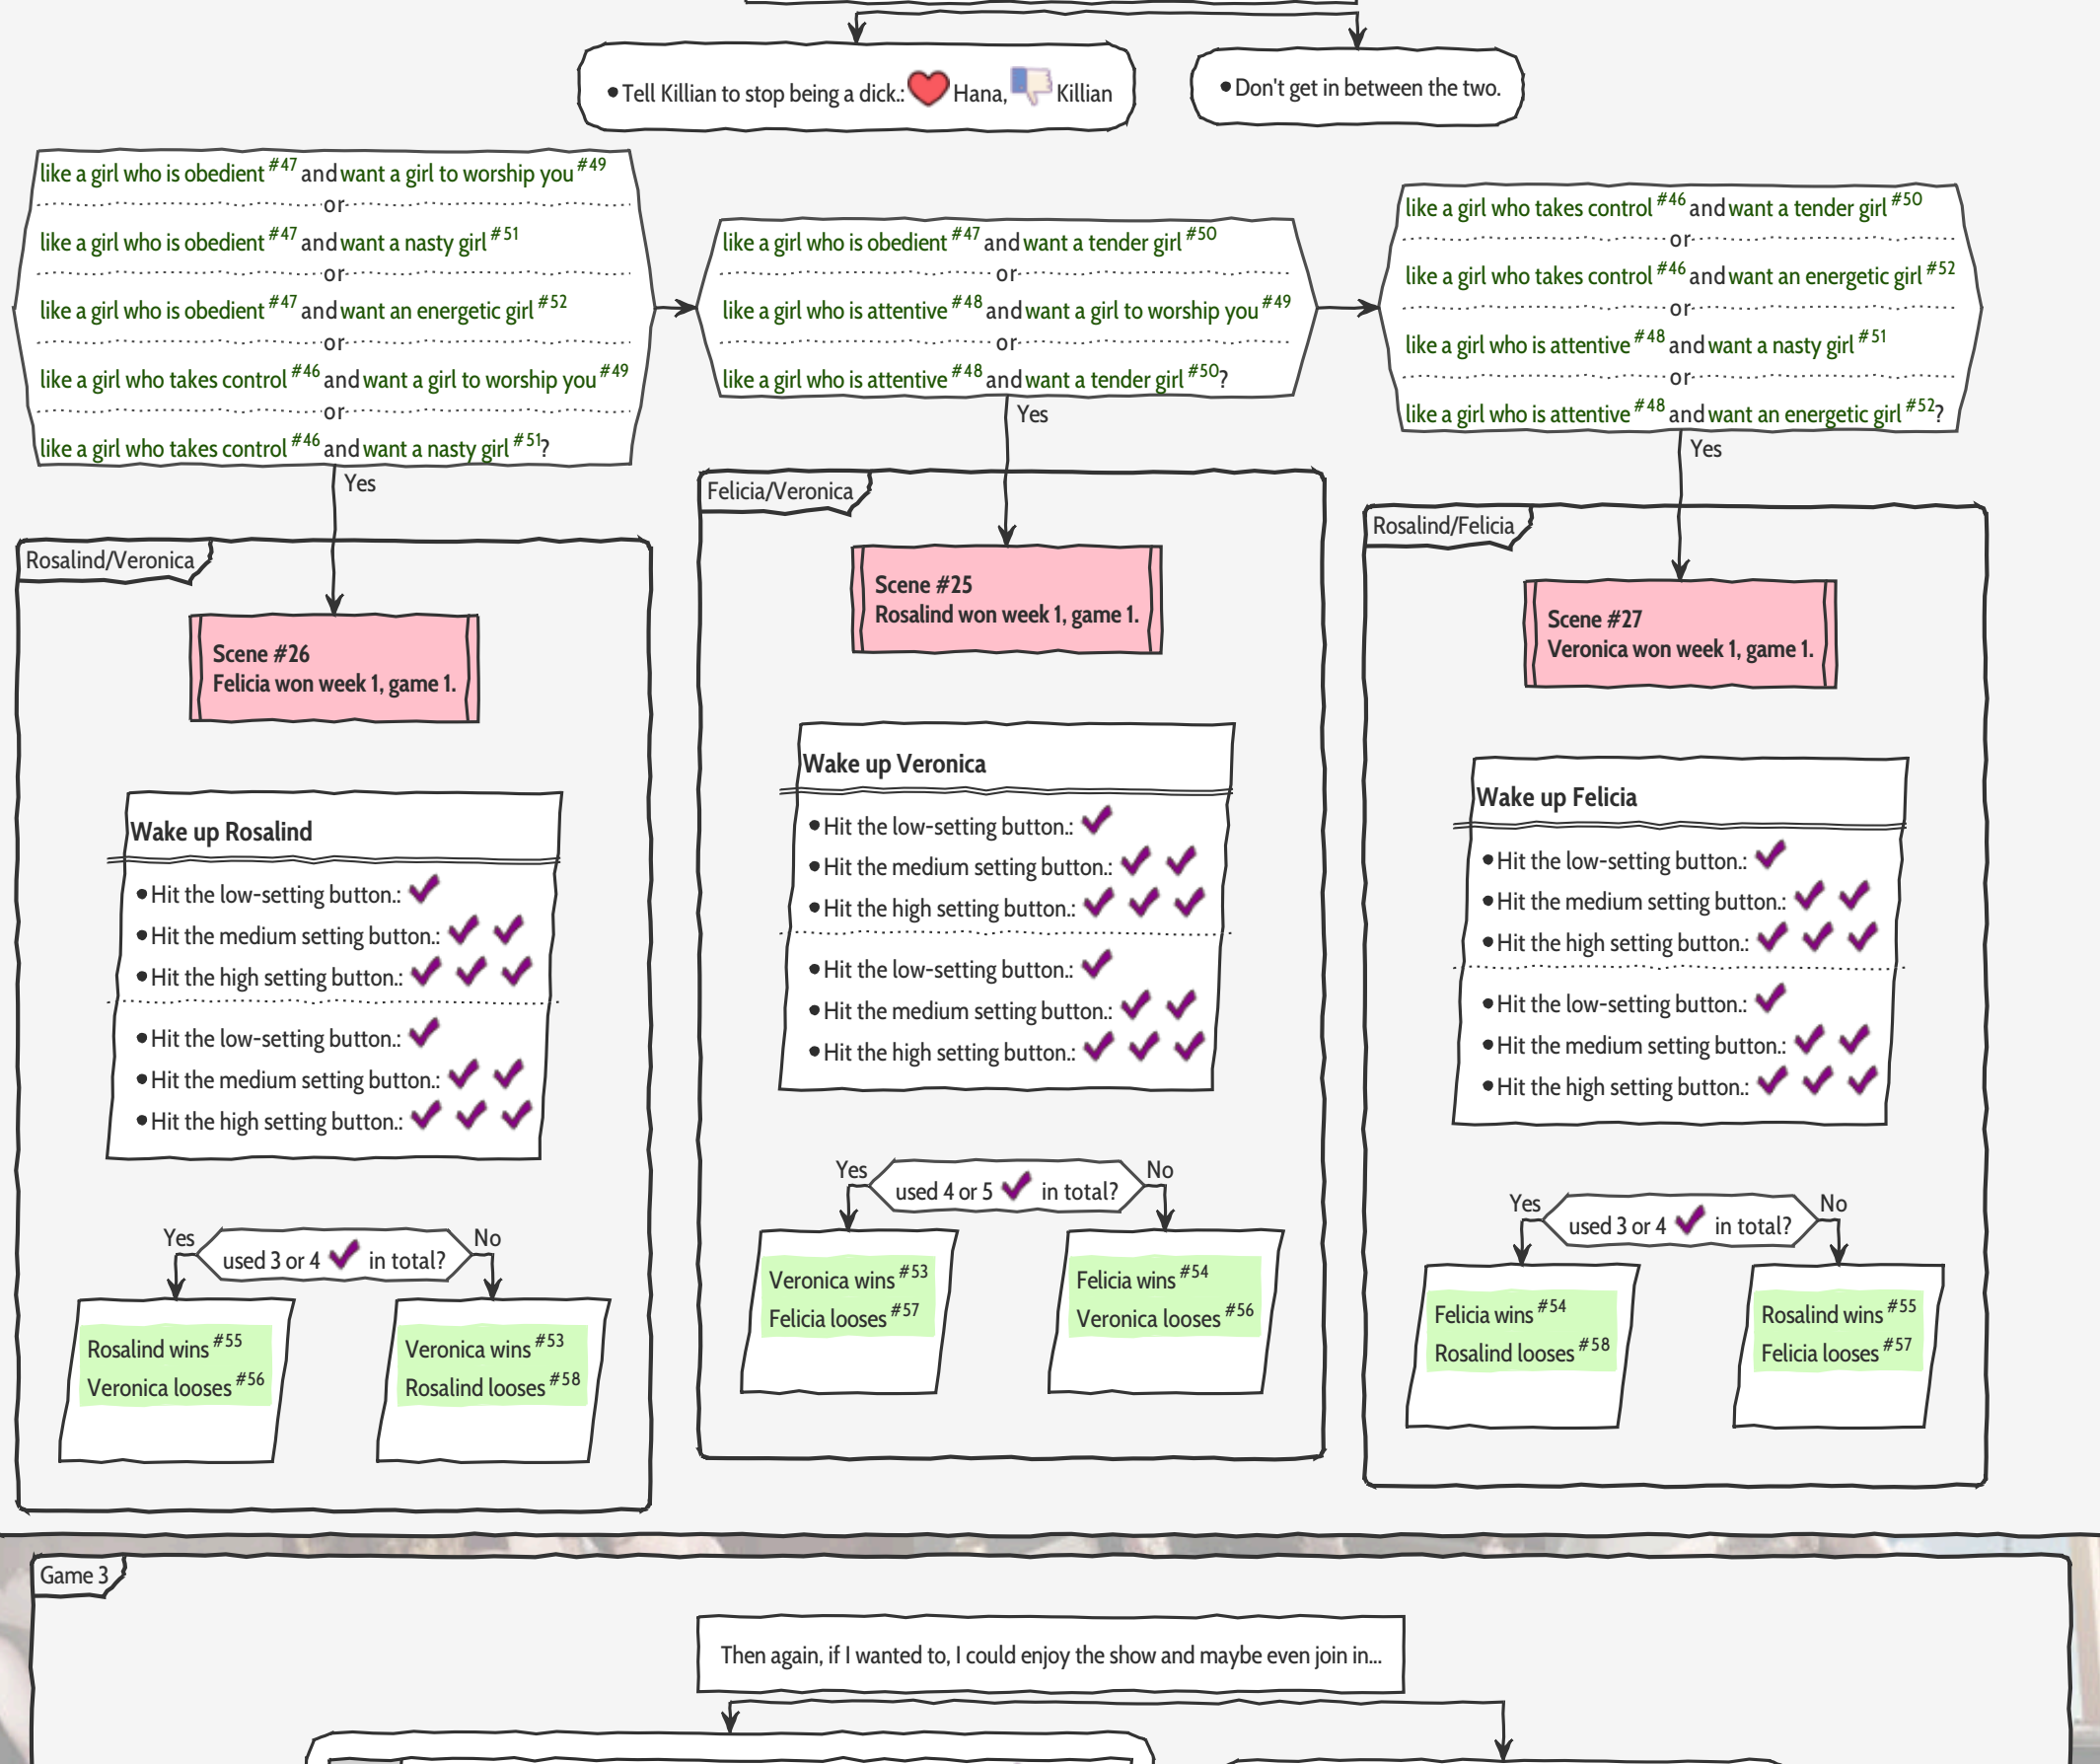 •Tell Killian to stop being a dick.: Hana, Killian
•Don't get in between the two.
like a girl who is obedient #47 and want a girl to worship you #49
or
like a girl who is obedient #47 and want a nasty girl #51
or
like a girl who is obedient #47 and want an energetic girl #52
or
like a girl who takes control #46 and want a girl to worship you #49
or
like a girl who takes control #46 and want a nasty girl #51?
Yes
like a girl who is obedient #47 and want a tender girl #50
or
like a girl who is attentive #48 and want a girl to worship you #49
or
like a girl who is attentive #48 and want a tender girl #50?
Yes
like a girl who takes control #46 and want a tender girl #50
or
like a girl who takes control #46 and want an energetic girl #52
or
like a girl who is attentive #48 and want a nasty girl #51
or
like a girl who is attentive #48 and want an energetic girl #52?
Yes
Rosalind/Veronica
Scene #26
Felicia won week 1, game 1.
Wake up Rosalind
•Hit the low-setting button.:
•Hit the medium setting button.:
•Hit the high setting button.:
•Hit the low-setting button.:
•Hit the medium setting button.:
•Hit the high setting button.:
Yes
used 3 or 4 in total?
No
Rosalind wins #55
Veronica looses #56
Veronica wins #53
Rosalind looses #58
Felicia/Veronica
Scene #25
Rosalind won week 1, game 1.
Wake up Veronica
•Hit the low-setting button.:
•Hit the medium setting button.:
•Hit the high setting button.:
•Hit the low-setting button.:
•Hit the medium setting button.:
•Hit the high setting button.:
Yes
used 4 or 5 in total?
No
Veronica wins #53
Felicia looses #57
Felicia wins #54
Veronica looses #56
Rosalind/Felicia
Scene #27
Veronica won week 1, game 1.
Wake up Felicia
•Hit the low-setting button.:
•Hit the medium setting button.:
•Hit the high setting button.:
•Hit the low-setting button.:
•Hit the medium setting button.:
•Hit the high setting button.:
Yes
used 3 or 4 in total?
No
Felicia wins #54
Rosalind looses #58
Rosalind wins #55
Felicia looses #57
Game 3
Then again, if I wanted to, I could enjoy the show and maybe even join in...